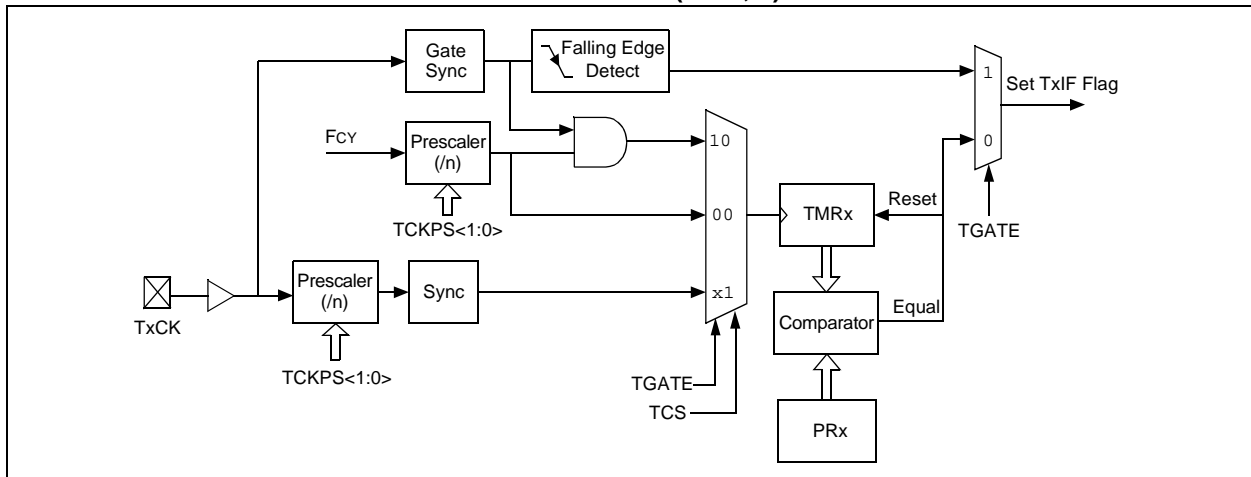 Gate
Sync
Falling Edge
Detect
1
Set TxIF Flag
0
FCY
Prescaler
(/n)
10
TCKPS<1:0>
00
TMRx
Reset
TGATE
Prescaler
(/n)
Sync
x1
TxCK
Comparator
Equal
TCKPS<1:0>
TGATE
TCS
PRx